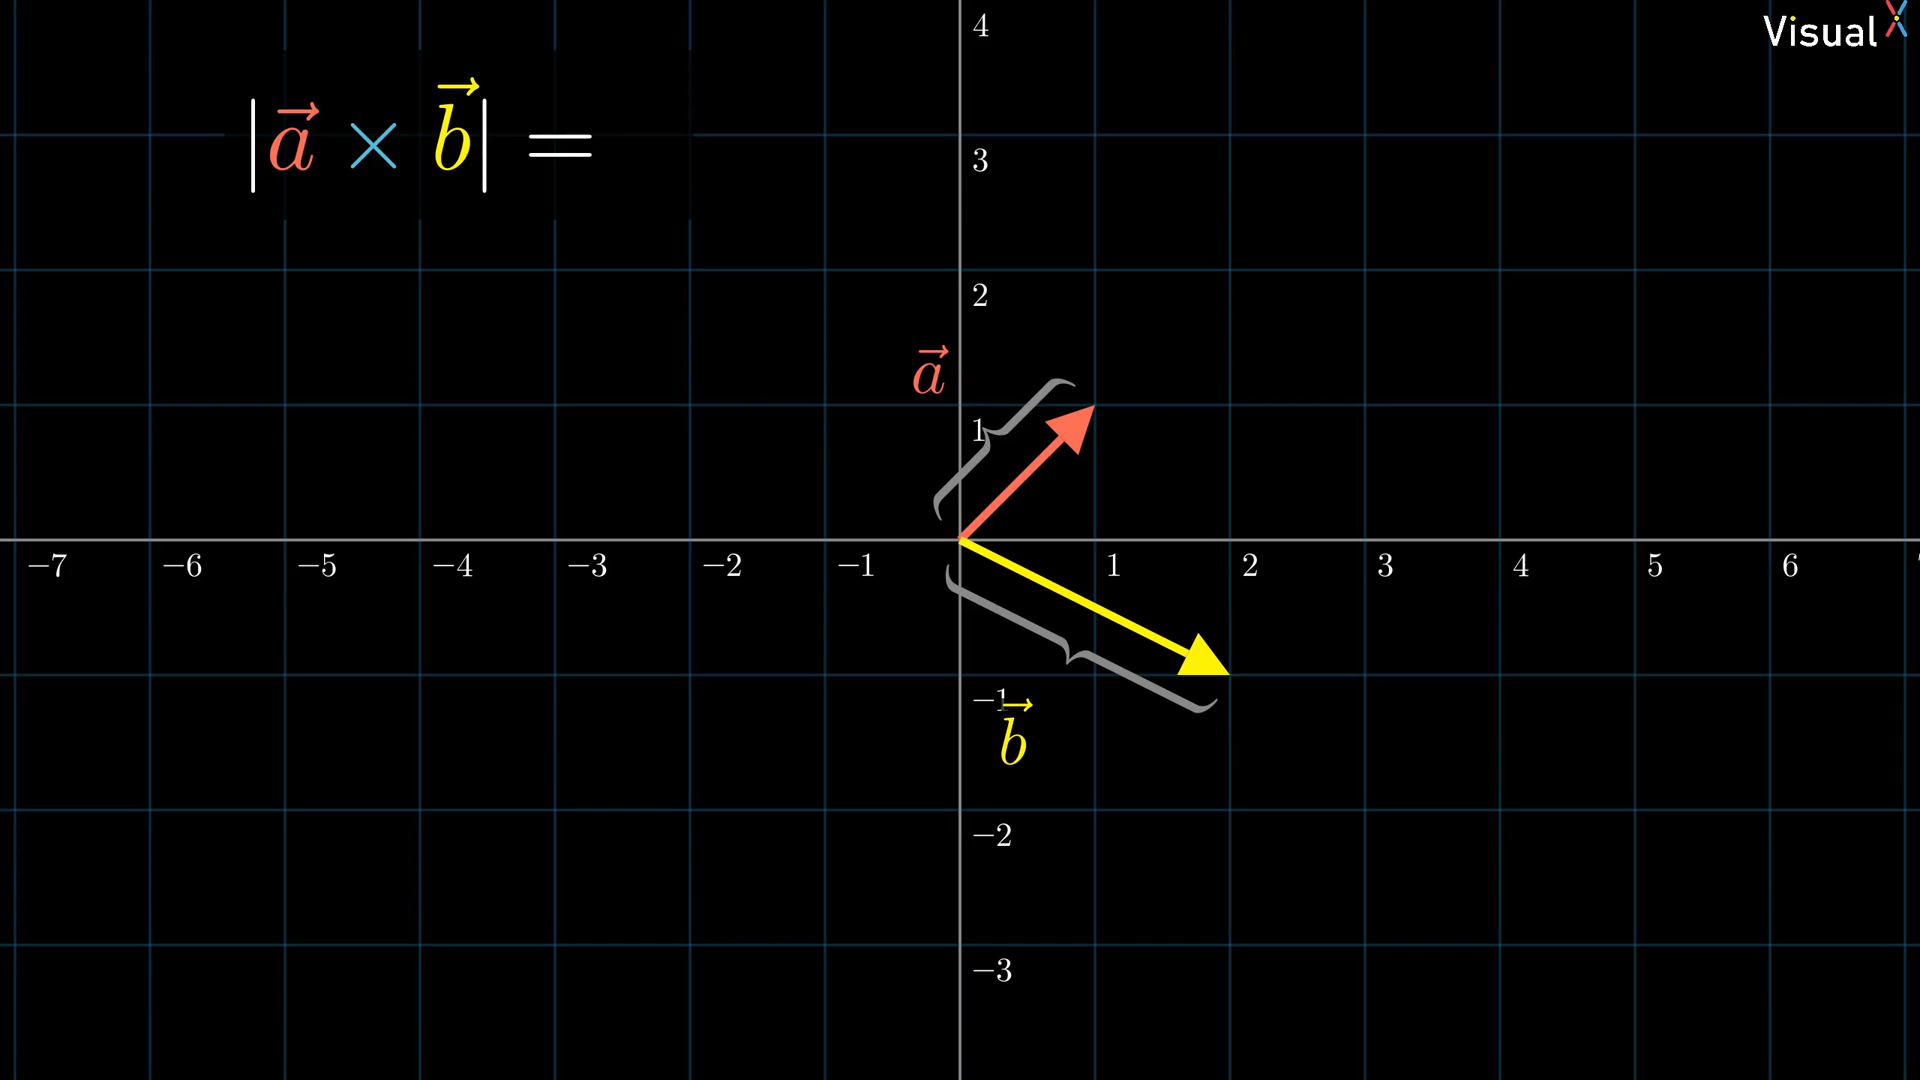 Visual X
|a⃗ × b⃗| =
4
3
2
a⃗
1
−7 −6 −5 −4 −3 −2 −1 1 2 3 4 5 6
−1
b⃗
−2
−3